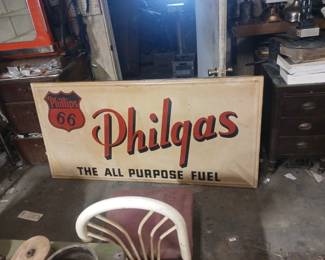 Phillips
66
Philgas
THE ALL PURPOSE FUEL